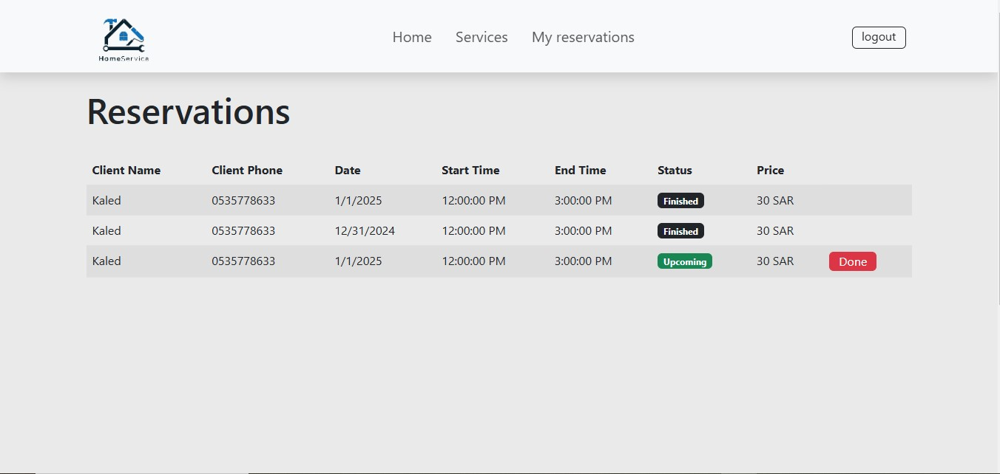 HomeService
Home Services My reservations logout
Reservations
Client Name Client Phone Date Start Time End Time Status Price
Kaled 0535778633 1/1/2025 12:00:00 PM 3:00:00 PM Finished 30 SAR
Kaled 0535778633 12/31/2024 12:00:00 PM 3:00:00 PM Finished 30 SAR
Kaled 0535778633 1/1/2025 12:00:00 PM 3:00:00 PM Upcoming 30 SAR Done